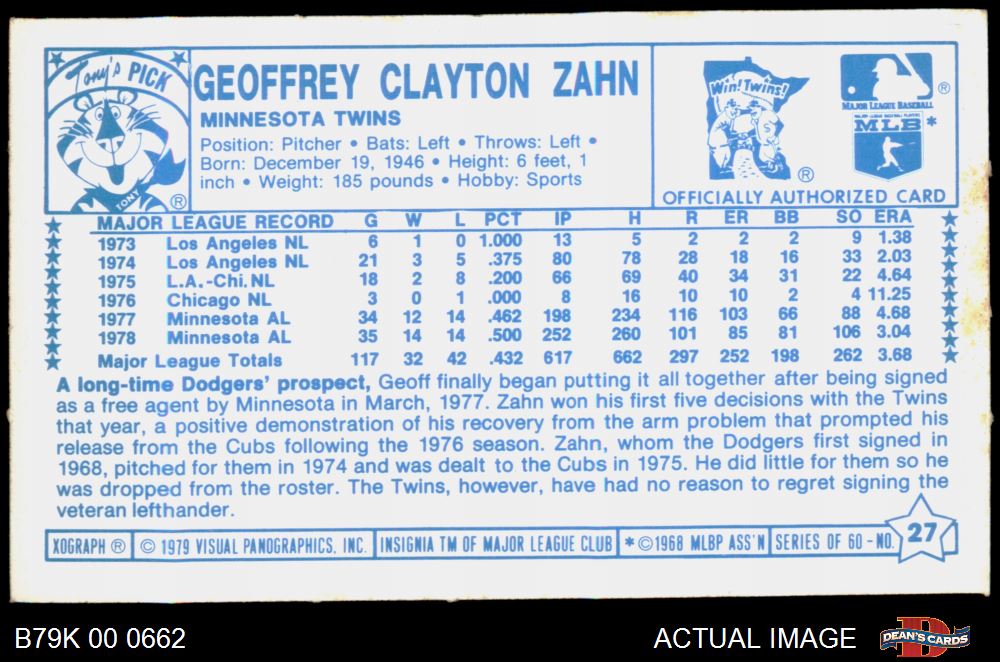 Tony's PICK
TONY
®
GEOFFREY CLAYTON ZAHN
MINNESOTA TWINS
Position: Pitcher • Bats: Left • Throws: Left •
Born: December 19, 1946 • Height: 6 feet, 1
inch • Weight: 185 pounds • Hobby: Sports
Win! Twins!
®
®
MAJOR LEAGUE BASEBALL
MAJOR LEAGUE BASEBALL PLAYERS
MLB *
OFFICIALLY AUTHORIZED CARD
MAJOR LEAGUE RECORD G W L PCT IP H R ER BB SO ERA
1973 Los Angeles NL 6 1 0 1.000 13 5 2 2 2 9 1.38
1974 Los Angeles NL 21 3 5 .375 80 78 28 18 16 33 2.03
1975 L.A.-Chi. NL 18 2 8 .200 66 69 40 34 31 22 4.64
1976 Chicago NL 3 0 1 .000 8 16 10 10 2 4 11.25
1977 Minnesota AL 34 12 14 .462 198 234 116 103 66 88 4.68
1978 Minnesota AL 35 14 14 .500 252 260 101 85 81 106 3.04
Major League Totals 117 32 42 .432 617 662 297 252 198 262 3.68
A long-time Dodgers' prospect, Geoff finally began putting it all together after being signed
as a free agent by Minnesota in March, 1977. Zahn won his first five decisions with the Twins
that year, a positive demonstration of his recovery from the arm problem that prompted his
release from the Cubs following the 1976 season. Zahn, whom the Dodgers first signed in
1968, pitched for them in 1974 and was dealt to the Cubs in 1975. He did little for them so he
was dropped from the roster. The Twins, however, have had no reason to regret signing the
veteran lefthander.
XOGRAPH ® © 1979 VISUAL PANOGRAPHICS, INC. INSIGNIA TM OF MAJOR LEAGUE CLUB * ©1968 MLBP ASS'N SERIES OF 60 - NO. 27
B79K 00 0662 ACTUAL IMAGE DEAN'S CARDS